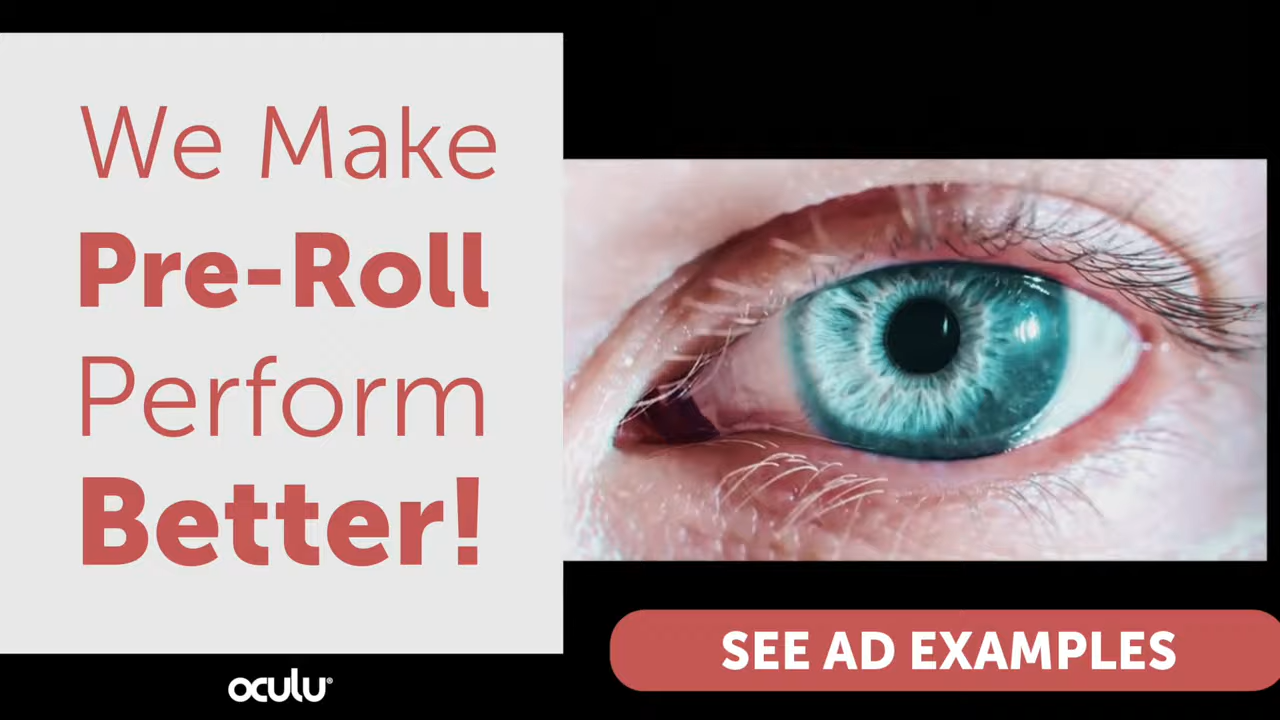 We Make
Pre-Roll
Perform
Better!
SEE AD EXAMPLES
oculu®